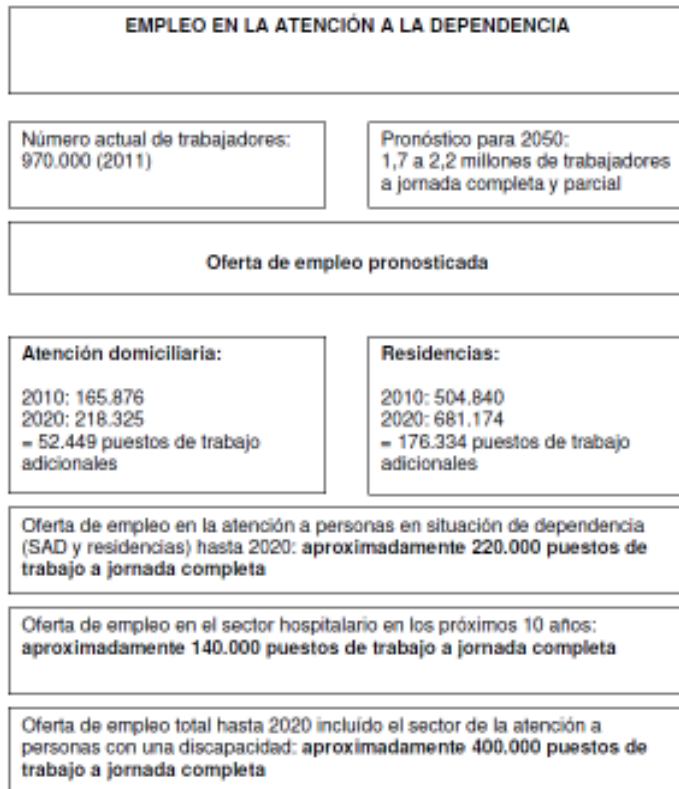 EMPLEO EN LA ATENCIÓN A LA DEPENDENCIA
Número actual de trabajadores:
970.000 (2011)
Pronóstico para 2050:
1,7 a 2,2 millones de trabajadores
a jornada completa y parcial
Oferta de empleo pronosticada
Atención domiciliaria:
2010: 165.876
2020: 218.325
= 52.449 puestos de trabajo
adicionales
Residencias:
2010: 504.840
2020: 681.174
= 176.334 puestos de trabajo
adicionales
Oferta de empleo en la atención a personas en situación de dependencia
(SAD y residencias) hasta 2020: aproximadamente 220.000 puestos de
trabajo a jornada completa
Oferta de empleo en el sector hospitalario en los próximos 10 años:
aproximadamente 140.000 puestos de trabajo a jornada completa
Oferta de empleo total hasta 2020 incluído el sector de la atención a
personas con una discapacidad: aproximadamente 400.000 puestos de
trabajo a jornada completa